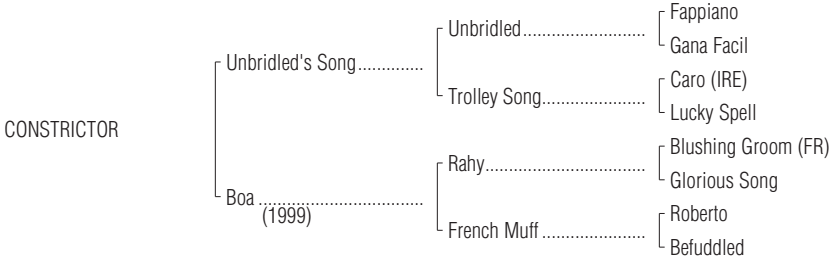 Fappiano
Unbridled
Gana Facil
Unbridled's Song
Caro (IRE)
Trolley Song
Lucky Spell
CONSTRICTOR
Blushing Groom (FR)
Rahy
Glorious Song
Boa
(1999)
Roberto
French Muff
Befuddled